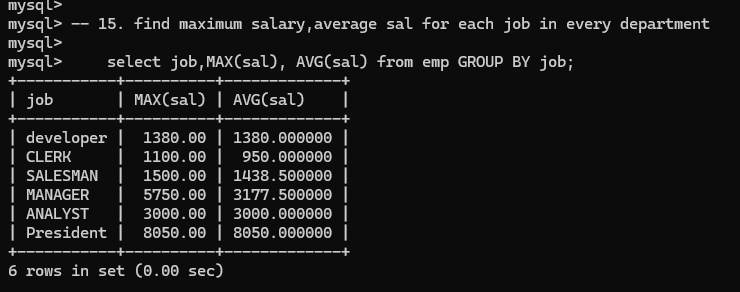 mysql>
mysql> -- 15. find maximum salary,average sal for each job in every department
mysql>
mysql>     select job,MAX(sal), AVG(sal) from emp GROUP BY job;
+-----------+----------+-------------+
| job       | MAX(sal) | AVG(sal)    |
+-----------+----------+-------------+
| developer |  1380.00 | 1380.000000 |
| CLERK     |  1100.00 |  950.000000 |
| SALESMAN  |  1500.00 | 1438.500000 |
| MANAGER   |  5750.00 | 3177.500000 |
| ANALYST   |  3000.00 | 3000.000000 |
| President |  8050.00 | 8050.000000 |
+-----------+----------+-------------+
6 rows in set (0.00 sec)